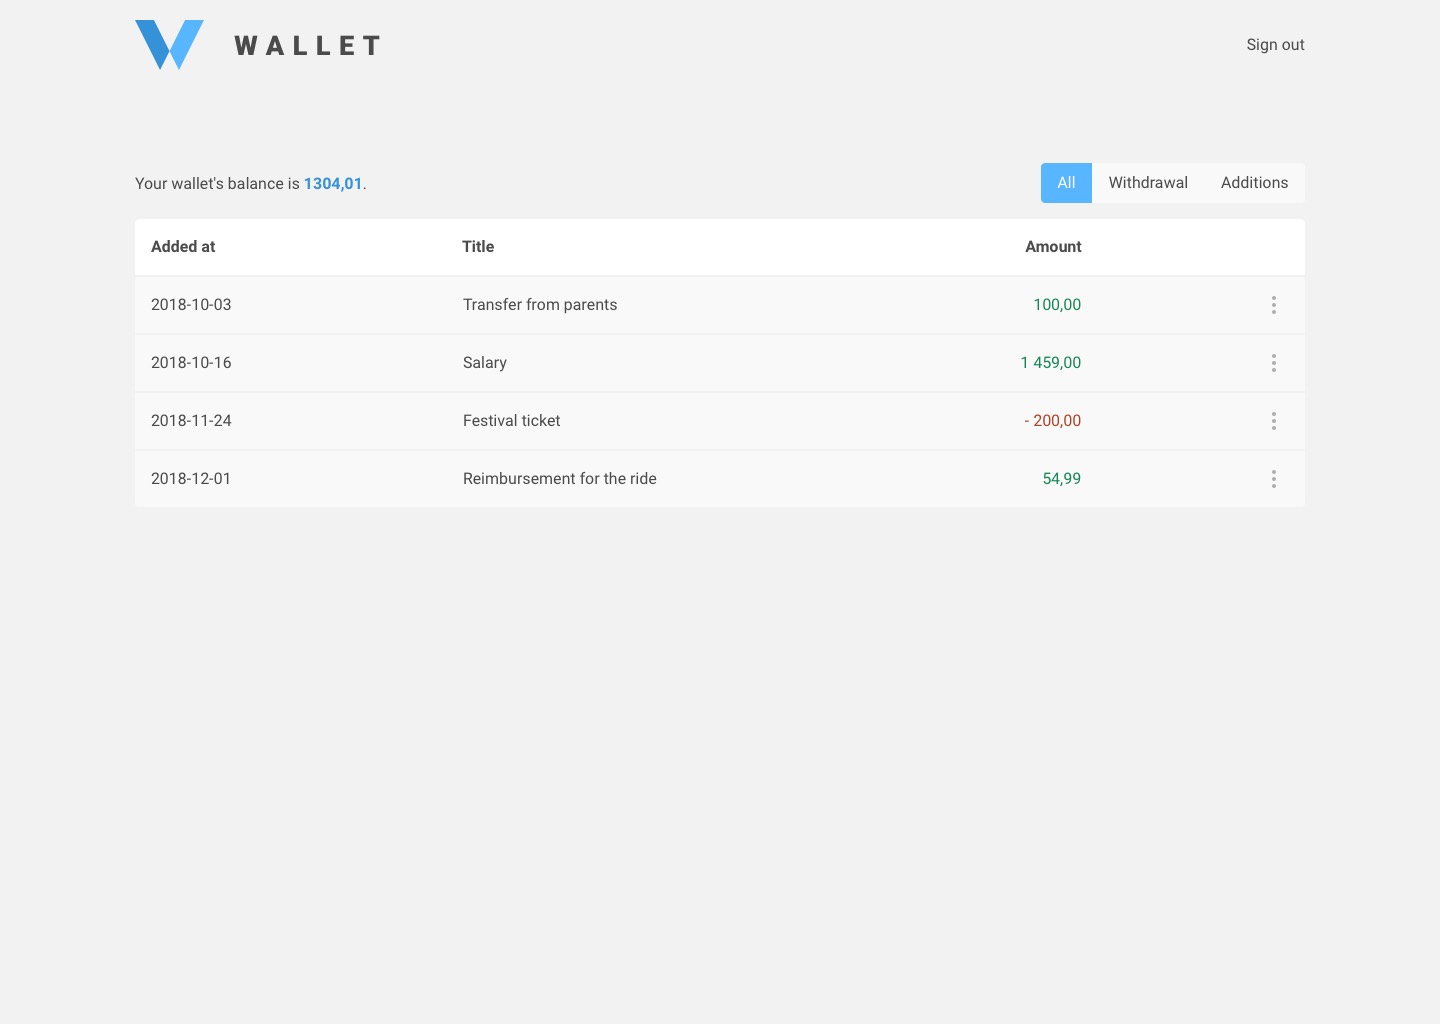 WALLET
Sign out
Your wallet's balance is 1304,01.
All Withdrawal Additions
Added at Title Amount
2018-10-03 Transfer from parents 100,00
2018-10-16 Salary 1 459,00
2018-11-24 Festival ticket - 200,00
2018-12-01 Reimbursement for the ride 54,99